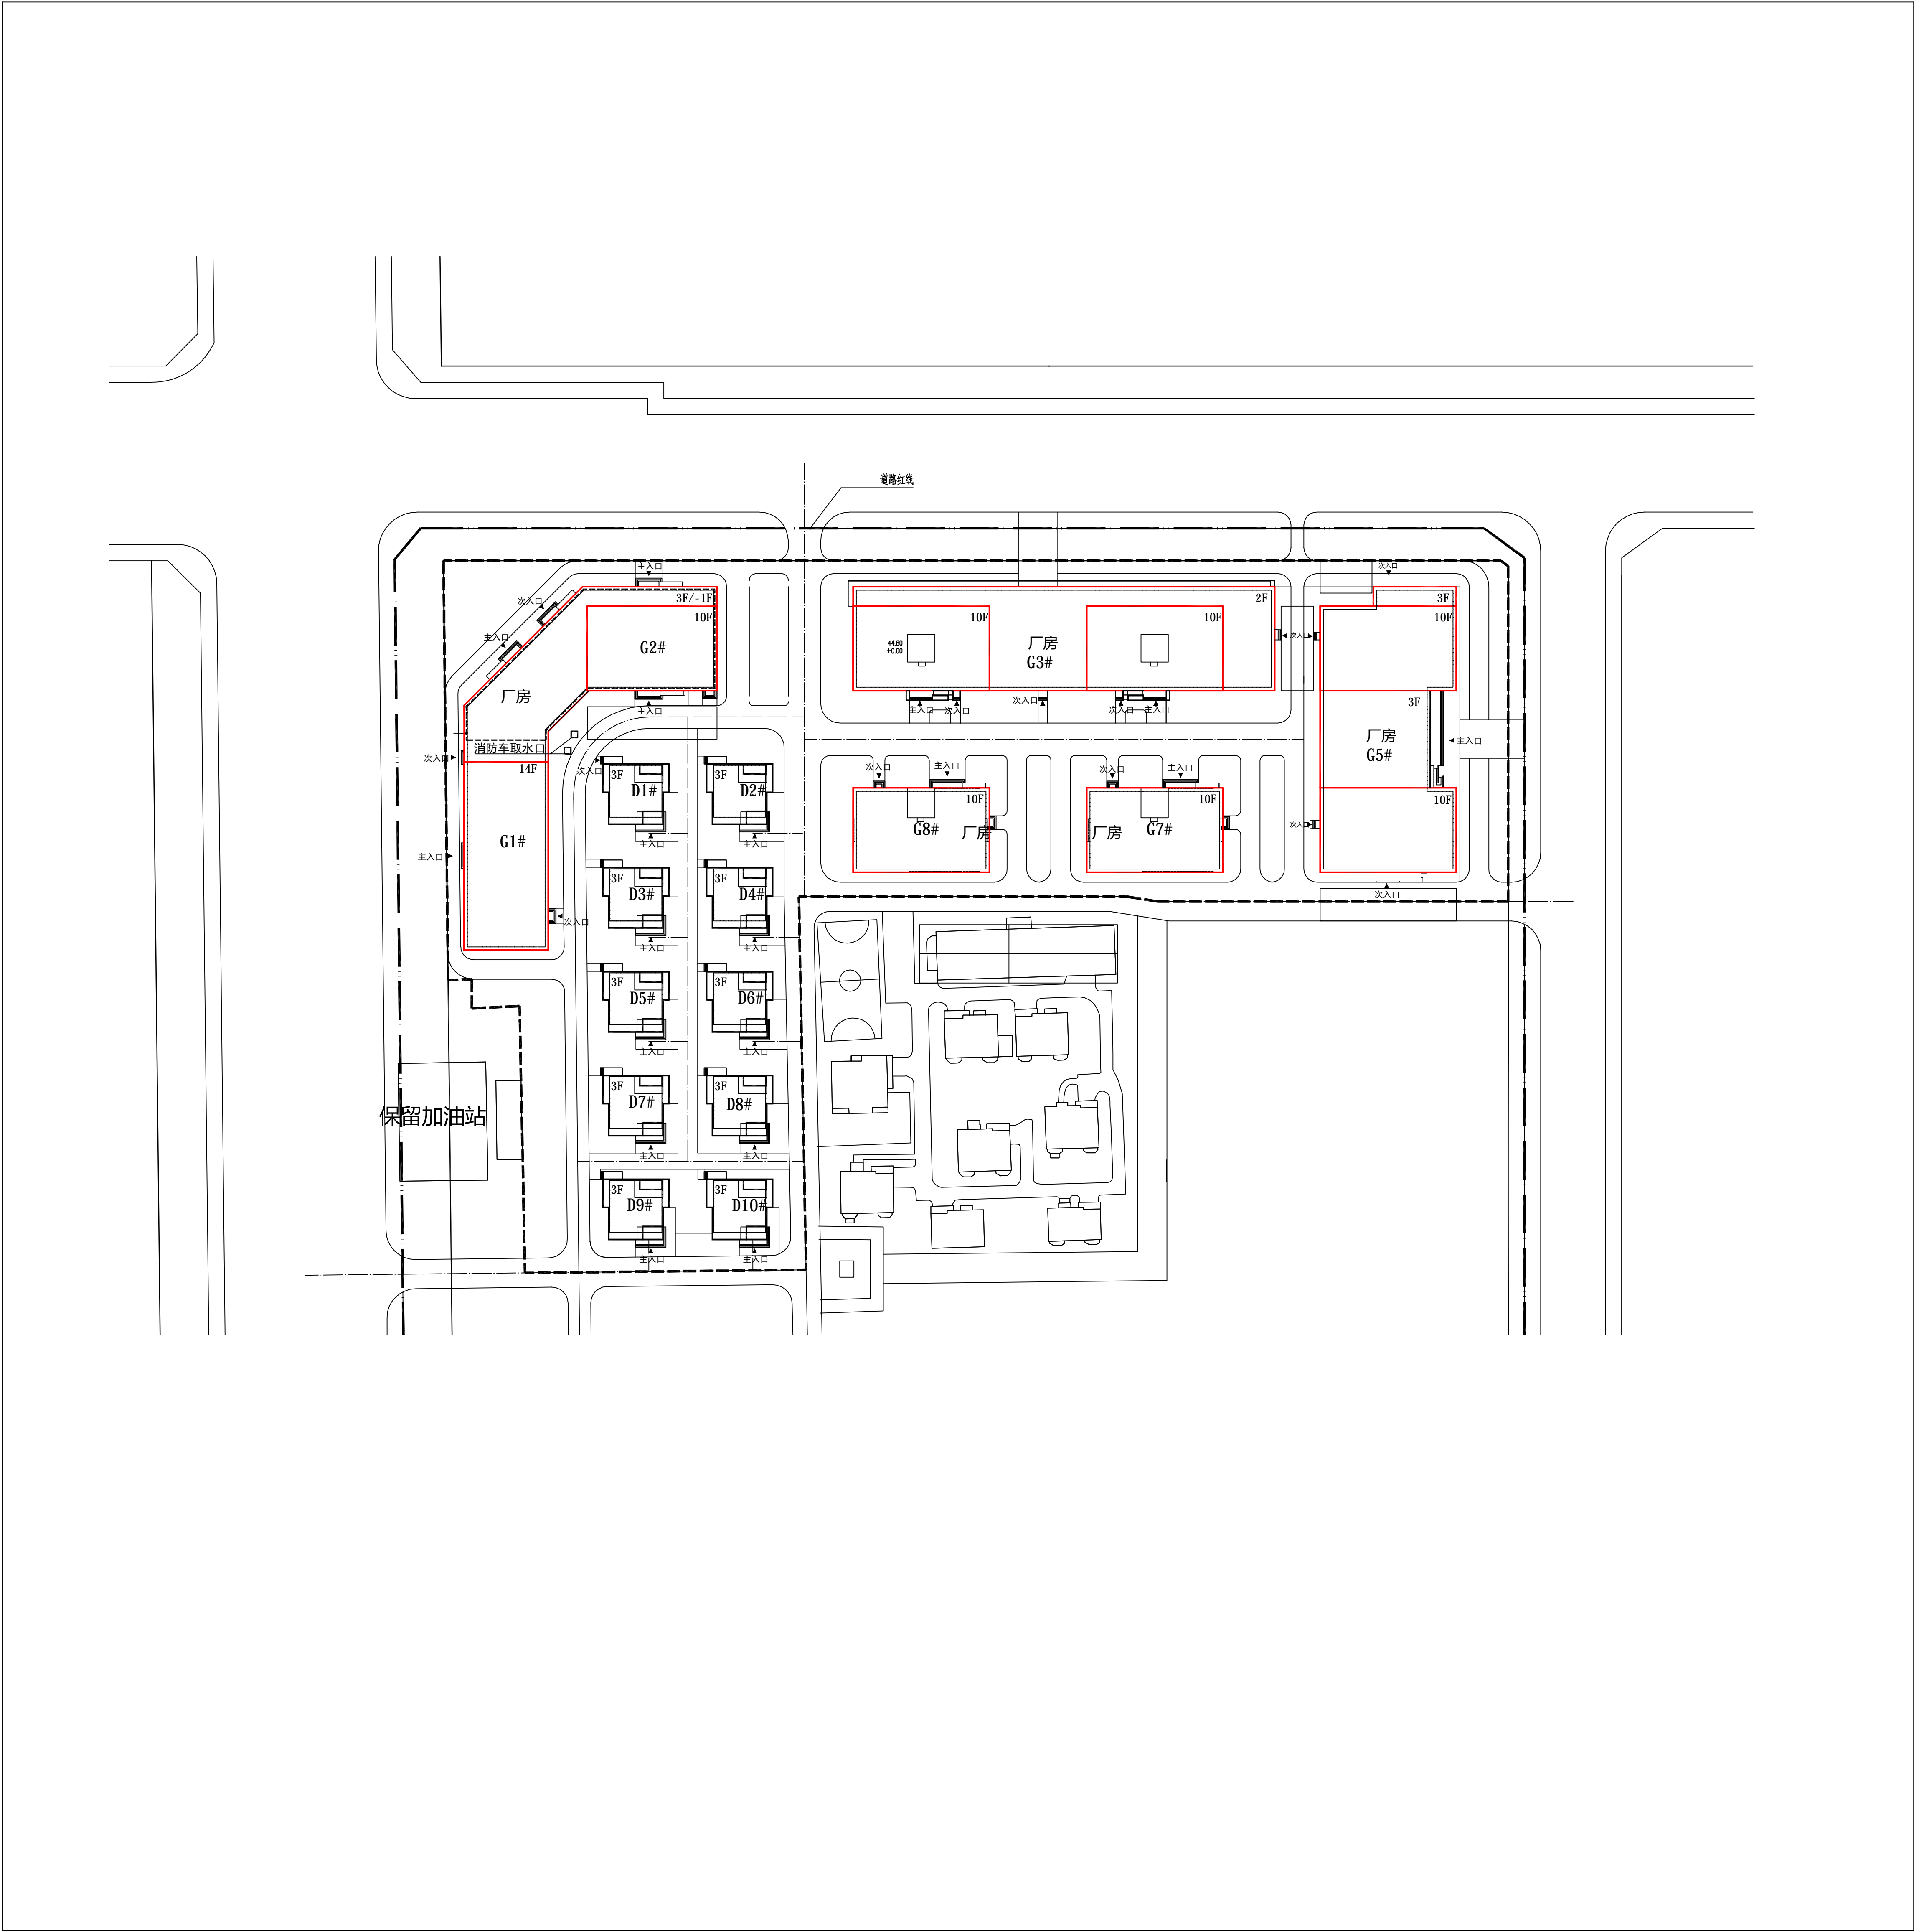 道路红线
主入口
次入口
3F/-1F
10F
主入口
G2#
厂房
主入口
次入口
消防车取水口
14F
G1#
主入口
次入口
2F
10F
10F
44.80
±0.00
厂房
G3#
次入口
主入口
次入口
次入口
次入口
主入口
次入口
次入口
3F
10F
3F
厂房
G5#
主入口
10F
次入口
次入口
次入口
主入口
10F
G8#
厂房
次入口
主入口
10F
厂房
G7#
次入口
3F
D1#
主入口
3F
D2#
主入口
3F
D3#
主入口
3F
D4#
主入口
3F
D5#
主入口
3F
D6#
主入口
3F
D7#
主入口
3F
D8#
主入口
3F
D9#
主入口
3F
D10#
主入口
保留加油站